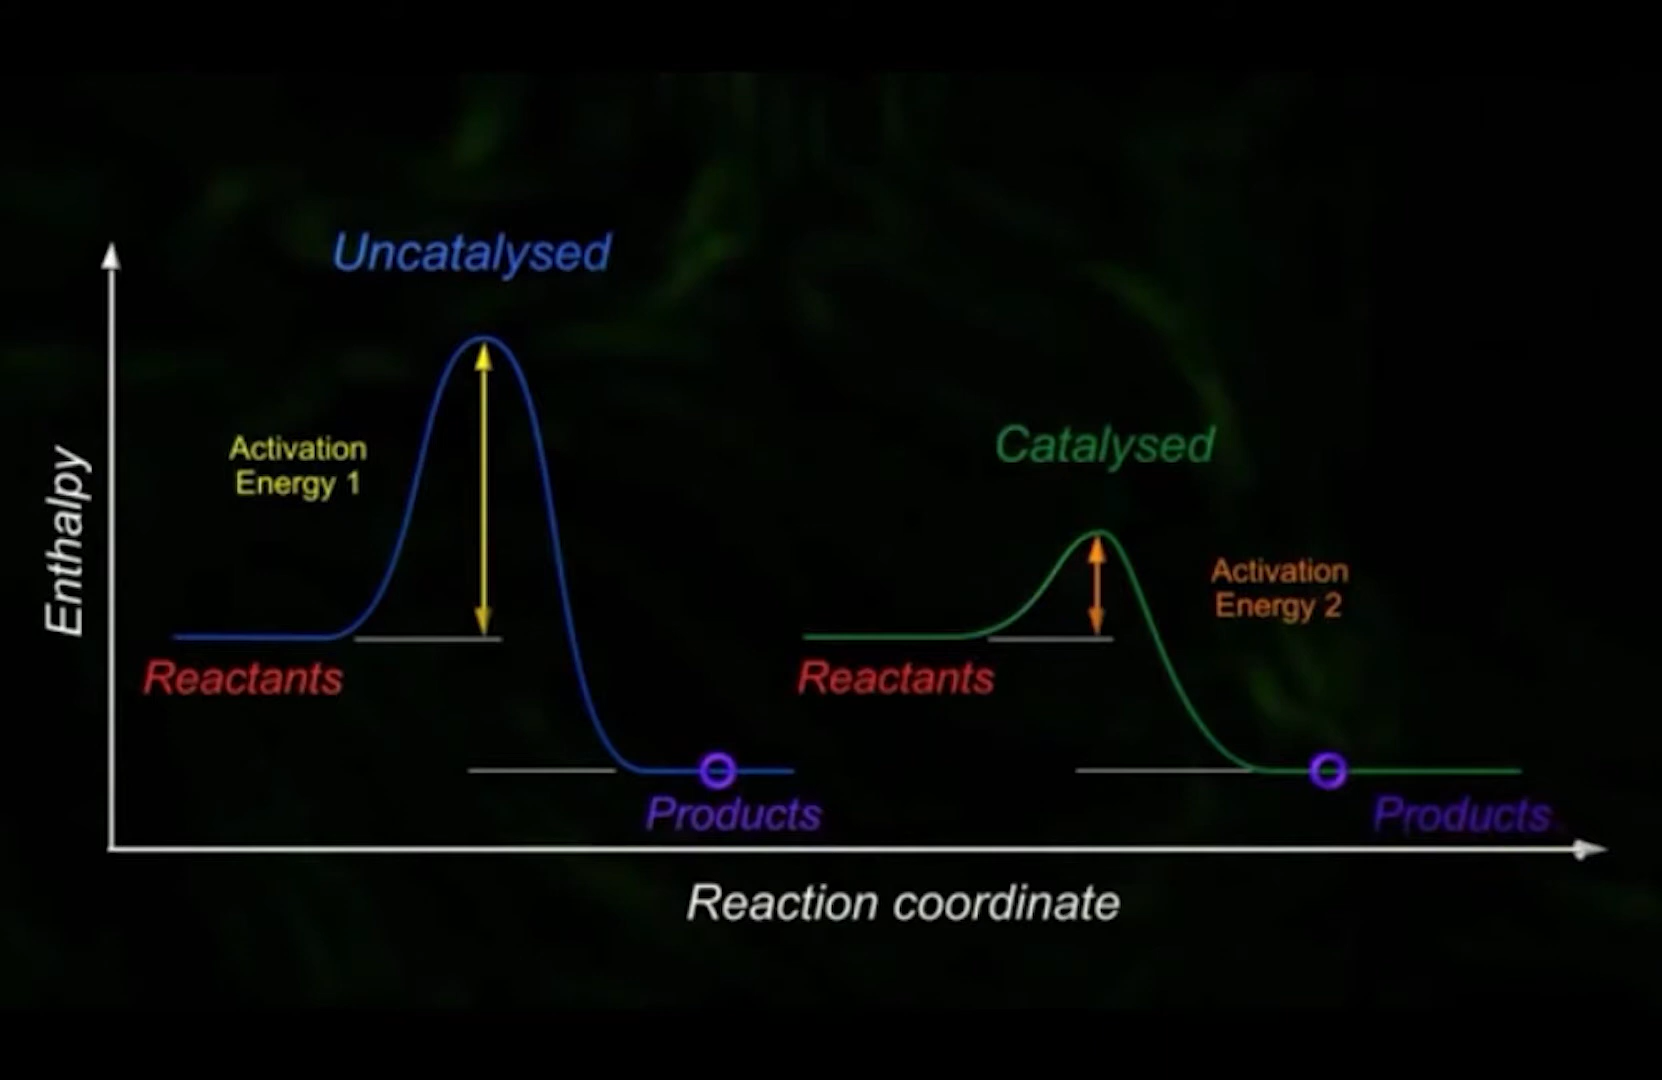 Uncatalysed
Activation
Energy 1
Catalysed
Activation
Energy 2
Enthalpy
Reactants
Reactants
Products
Products
Reaction coordinate